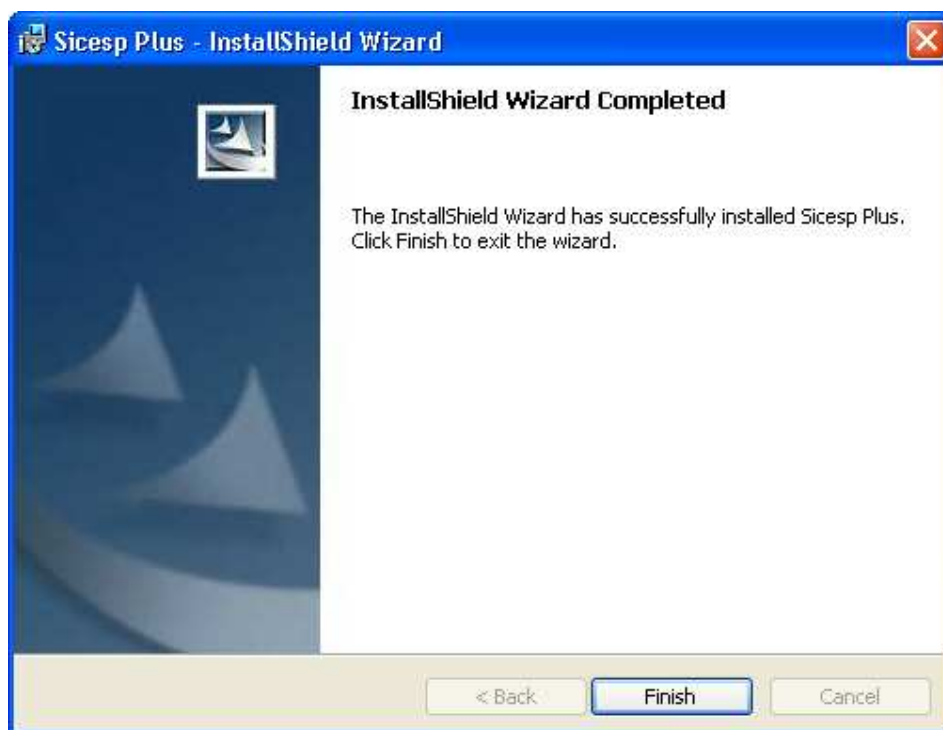 Sicesp Plus - InstallShield Wizard
InstallShield Wizard Completed
The InstallShield Wizard has successfully installed Sicesp Plus.
Click Finish to exit the wizard.
< Back
Finish
Cancel